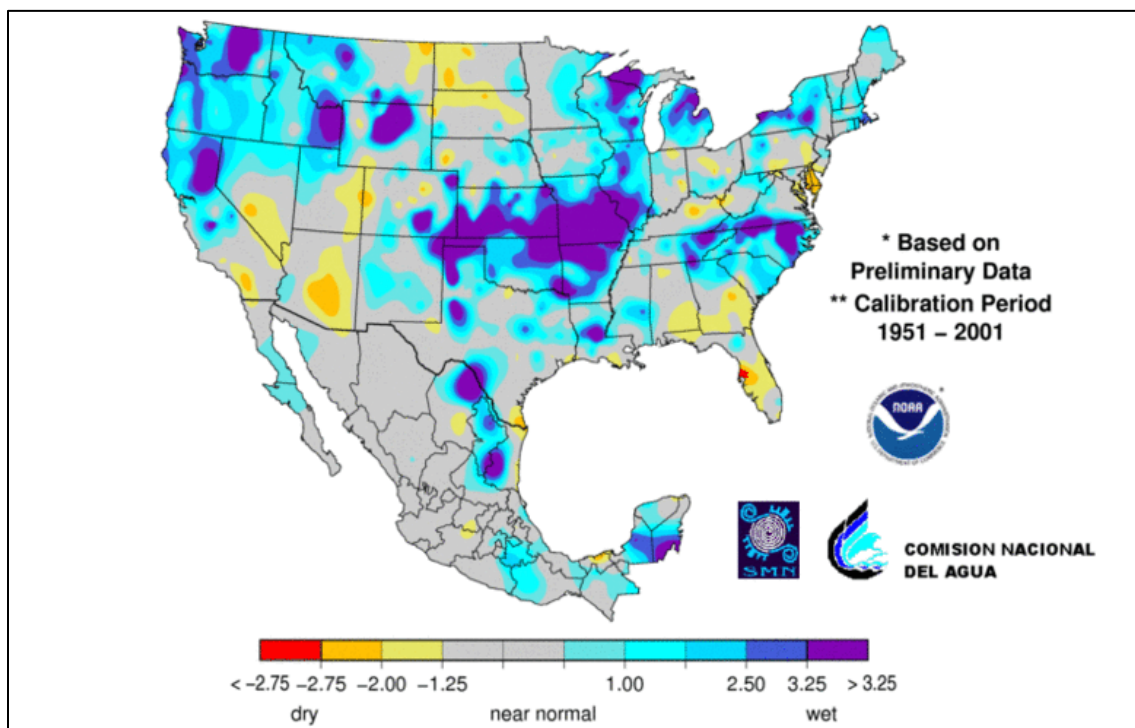 * Based on
Preliminary Data
** Calibration Period
1951 – 2001
NOAA
SMN
COMISION NACIONAL
DEL AGUA
< −2.75 −2.75 −2.00 −1.25 1.00 2.50 3.25 > 3.25
dry near normal wet